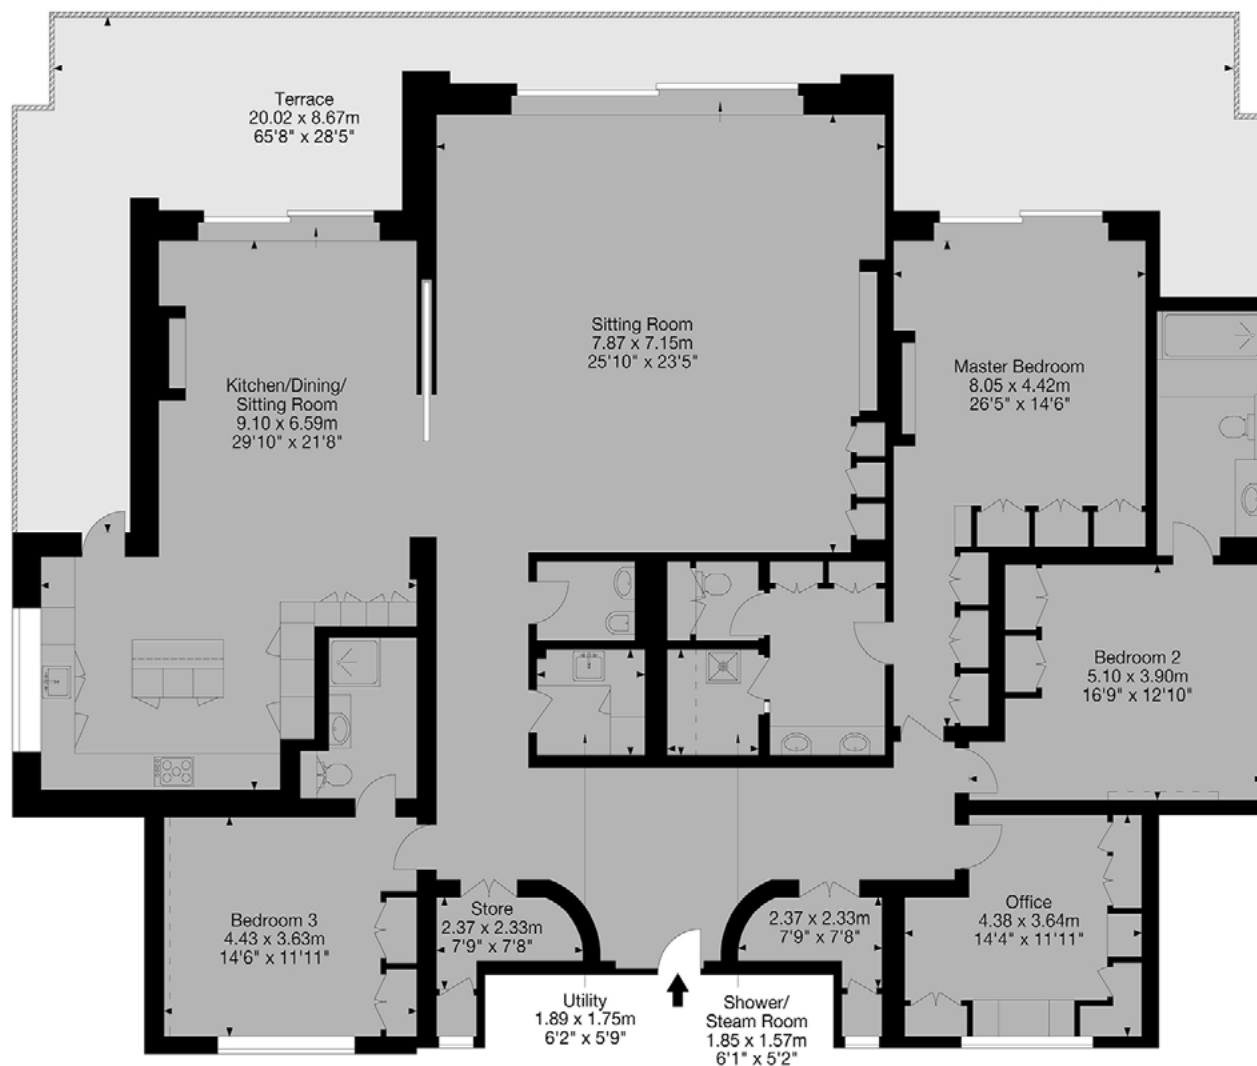 Terrace
20.02 x 8.67m
65'8" x 28'5"
Sitting Room
7.87 x 7.15m
25'10" x 23'5"
Kitchen/Dining/
Sitting Room
9.10 x 6.59m
29'10" x 21'8"
Master Bedroom
8.05 x 4.42m
26'5" x 14'6"
Bedroom 2
5.10 x 3.90m
16'9" x 12'10"
Bedroom 3
4.43 x 3.63m
14'6" x 11'11"
Store
2.37 x 2.33m
7'9" x 7'8"
2.37 x 2.33m
7'9" x 7'8"
Office
4.38 x 3.64m
14'4" x 11'11"
Utility
1.89 x 1.75m
6'2" x 5'9"
Shower/
Steam Room
1.85 x 1.57m
6'1" x 5'2"